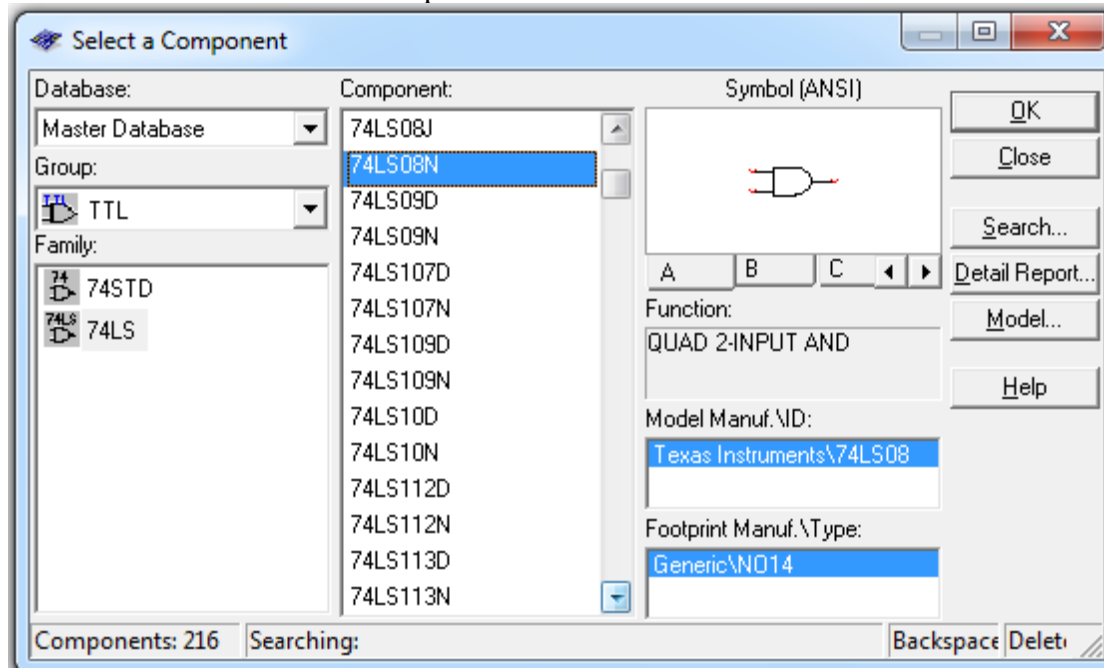 Select a Component
Database:
Master Database
Group:
TTL
TTL
Family:
74
74STD
74LS
74LS
Component:
74LS08J
74LS08N
74LS09D
74LS09N
74LS107D
74LS107N
74LS109D
74LS109N
74LS10D
74LS10N
74LS112D
74LS112N
74LS113D
74LS113N
Symbol (ANSI)
A B C
Function:
QUAD 2-INPUT AND
Model Manuf.\ID:
Texas Instruments\74LS08
Footprint Manuf.\Type:
Generic\NO14
OK
Close
Search...
Detail Report...
Model...
Help
Components: 216 Searching: Backspace Delet